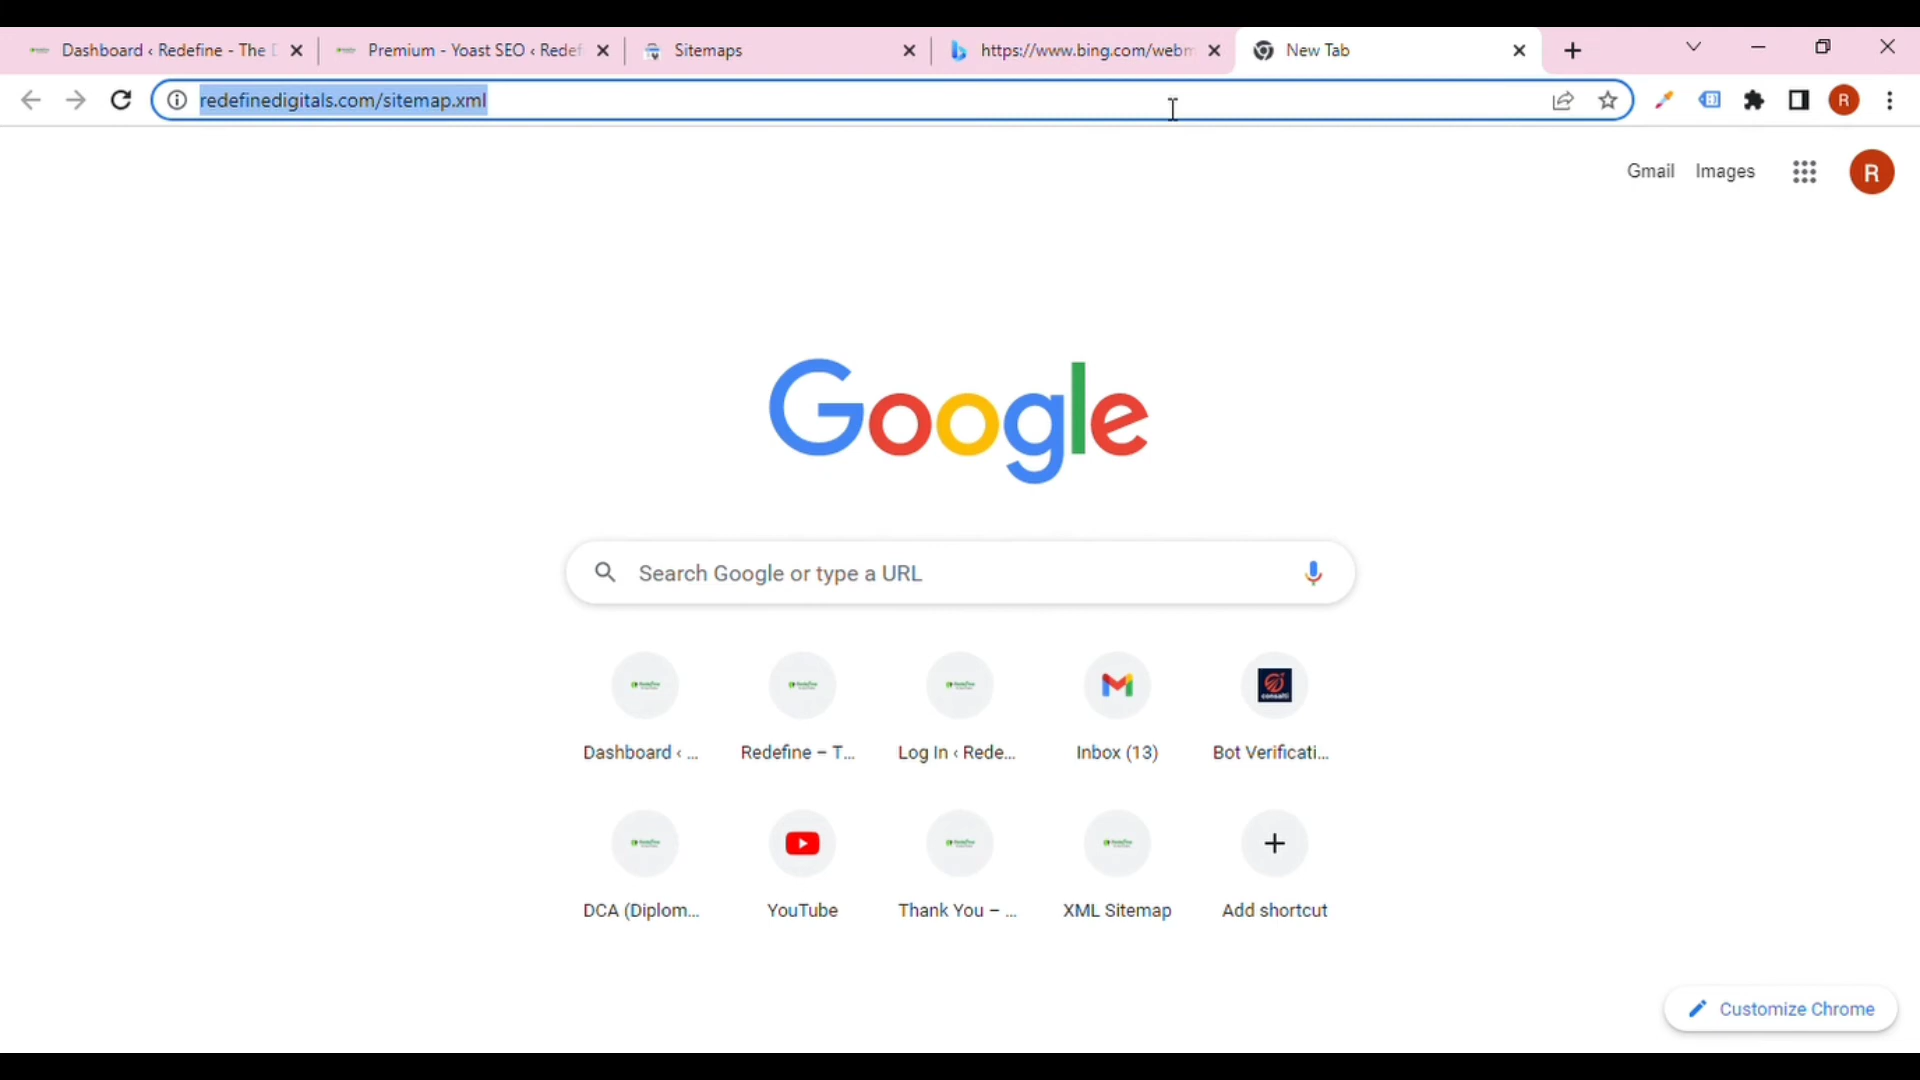 Dashboard ‹ Redefine - The D
Premium - Yoast SEO ‹ Redef
Sitemaps
https://www.bing.com/webm
New Tab
redefinedigitals.com/sitemap.xml
R
Gmail
Images
R
Google
Search Google or type a URL
consalti
Dashboard ‹ ...
Redefine – T...
Log In ‹ Rede...
Inbox (13)
Bot Verificati...
DCA (Diplom...
YouTube
Thank You – ...
XML Sitemap
Add shortcut
Customize Chrome